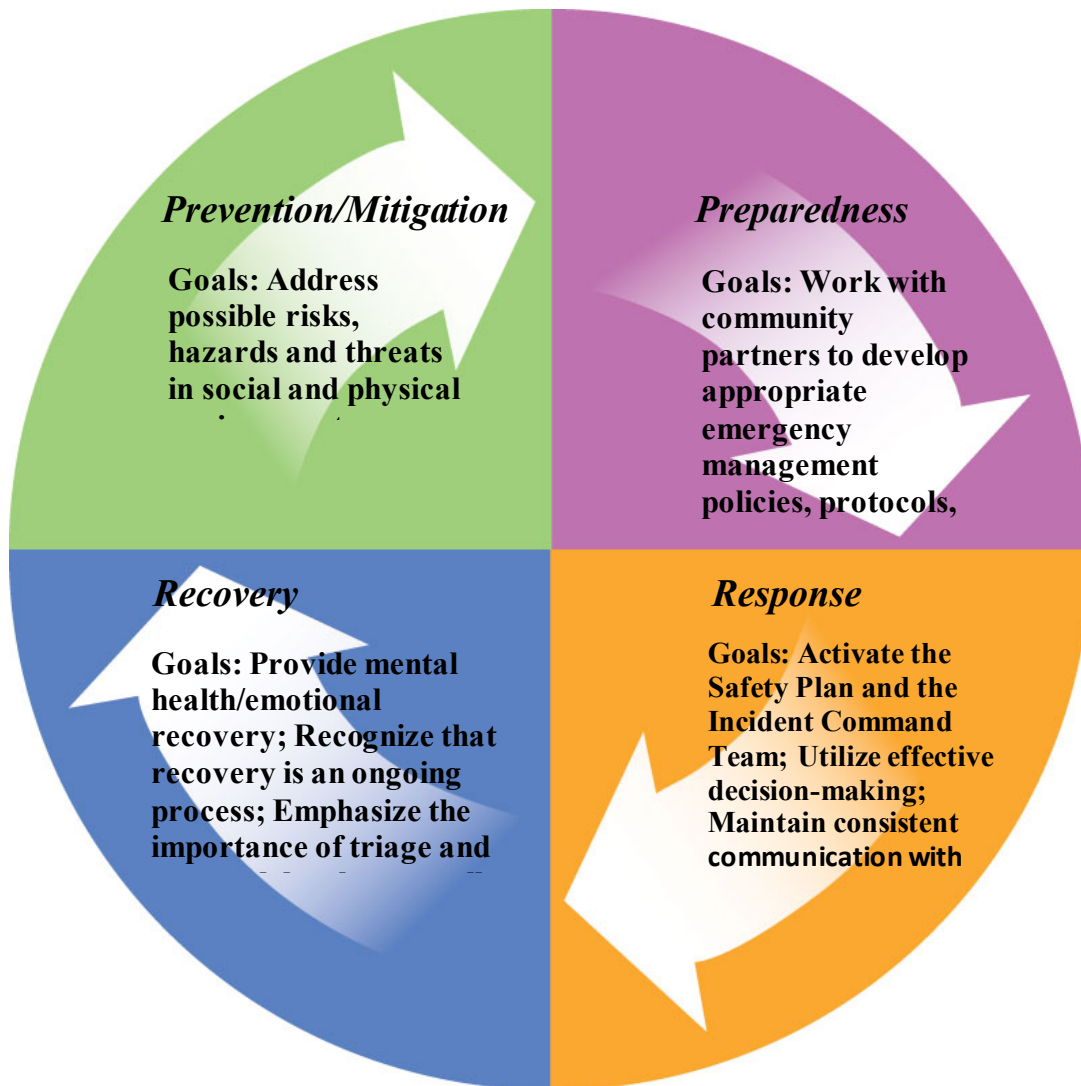 Prevention/Mitigation
Goals: Address
possible risks,
hazards and threats
in social and physical
Preparedness
Goals: Work with
community
partners to develop
appropriate
emergency
management
policies, protocols,
Recovery
Goals: Provide mental
health/emotional
recovery; Recognize that
recovery is an ongoing
process; Emphasize the
importance of triage and
Response
Goals: Activate the
Safety Plan and the
Incident Command
Team; Utilize effective
decision-making;
Maintain consistent
communication with